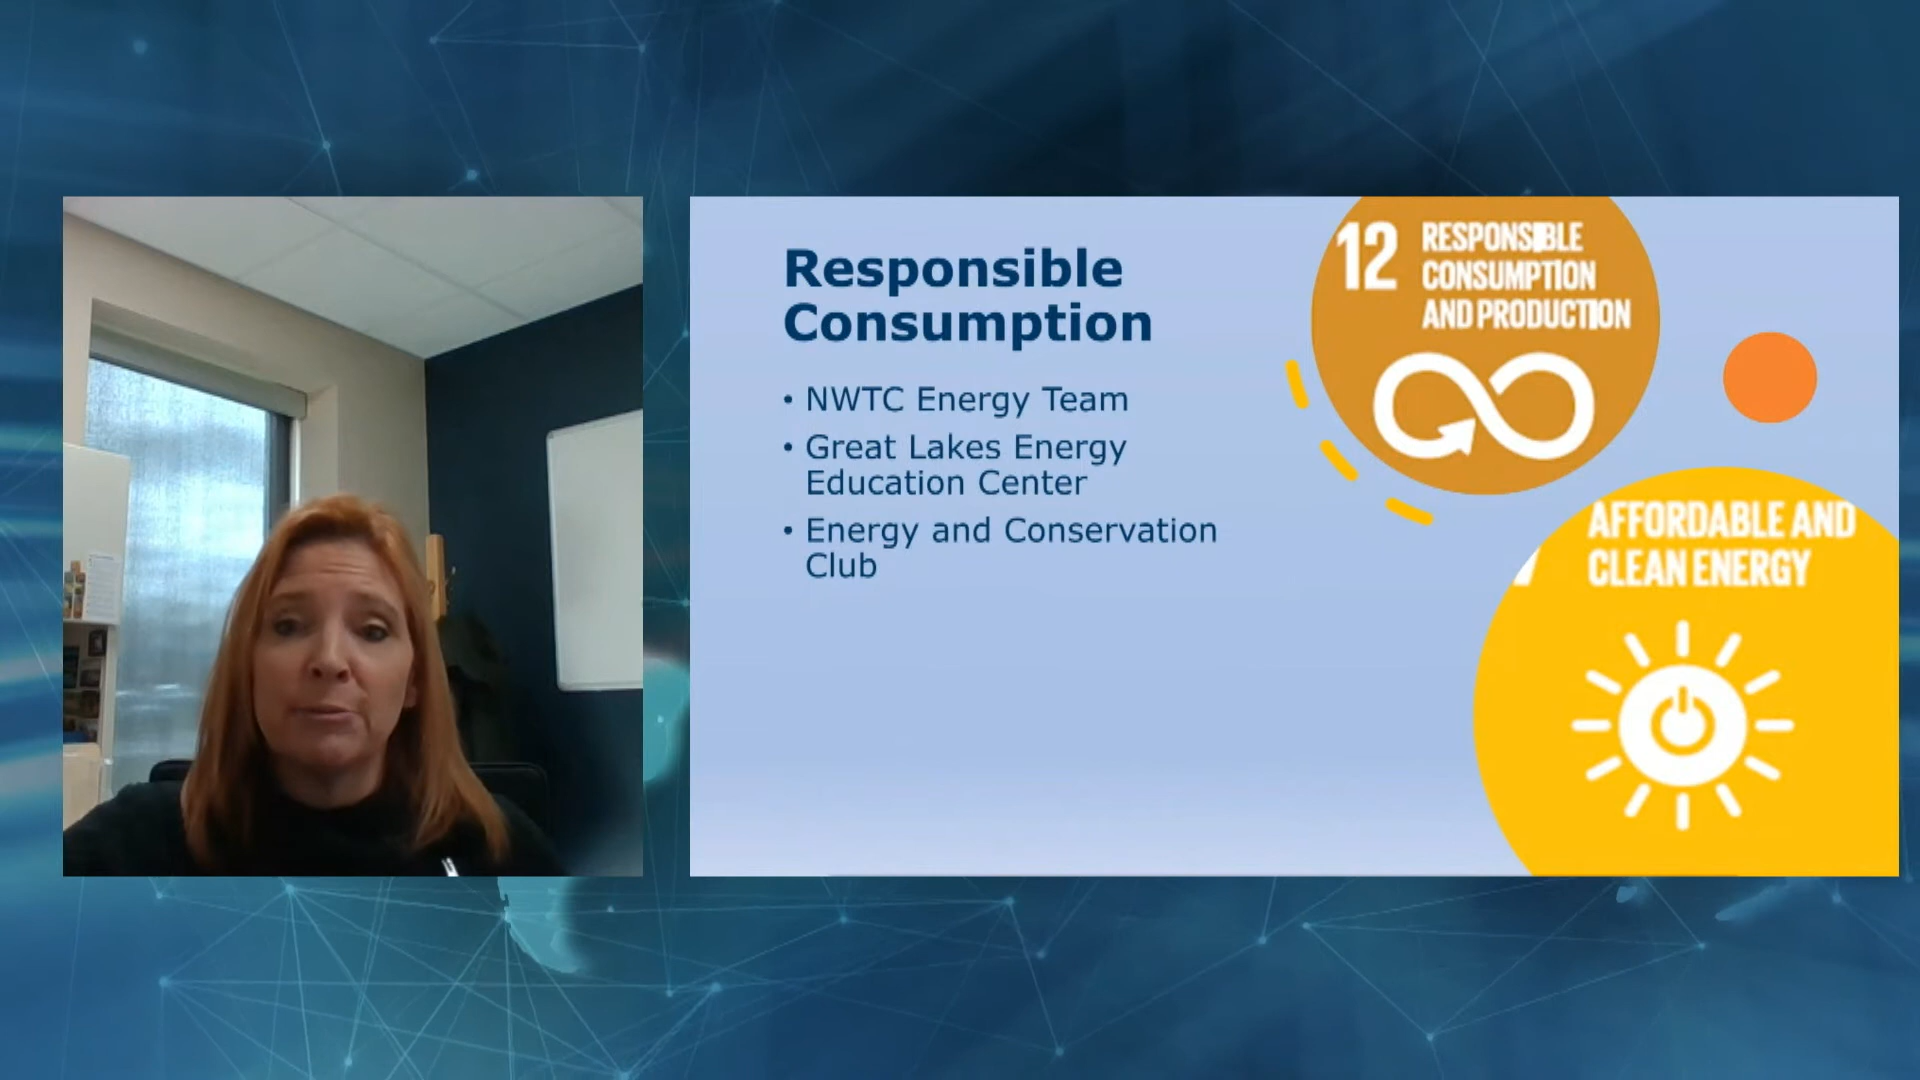 Responsible
Consumption
• NWTC Energy Team
• Great Lakes Energy
Education Center
• Energy and Conservation
Club
12 RESPONSIBLE
CONSUMPTION
AND PRODUCTION
AFFORDABLE AND
CLEAN ENERGY